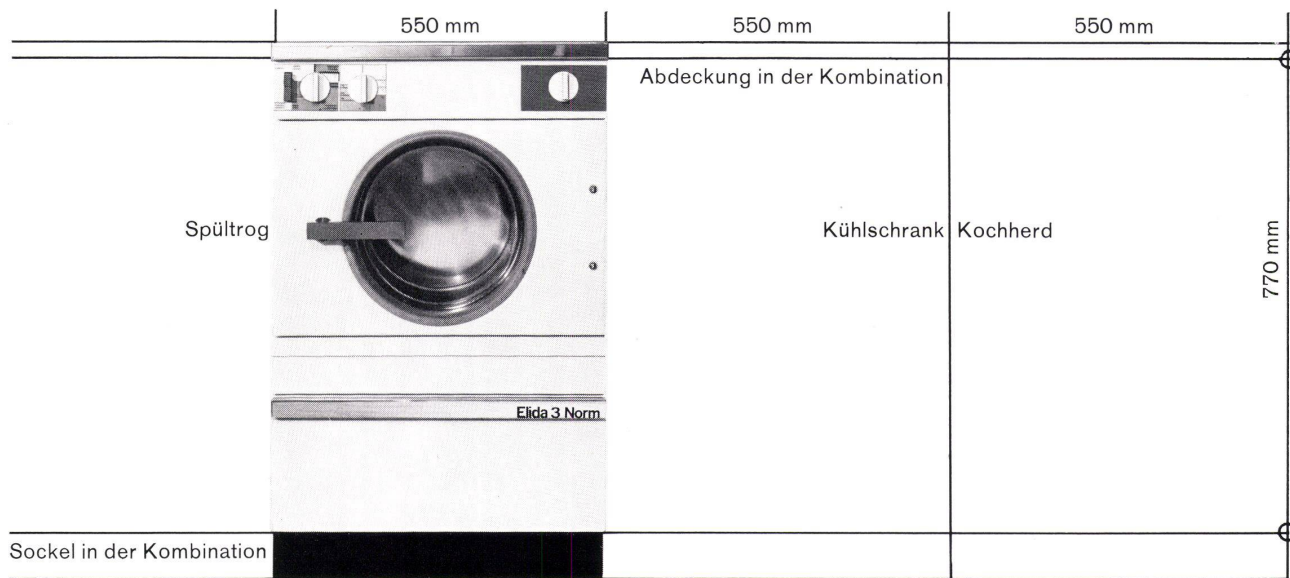 550 mm
550 mm
550 mm
Abdeckung in der Kombination
Spültrog
Kühlschrank
Kochherd
770 mm
Elida 3 Norm
Sockel in der Kombination